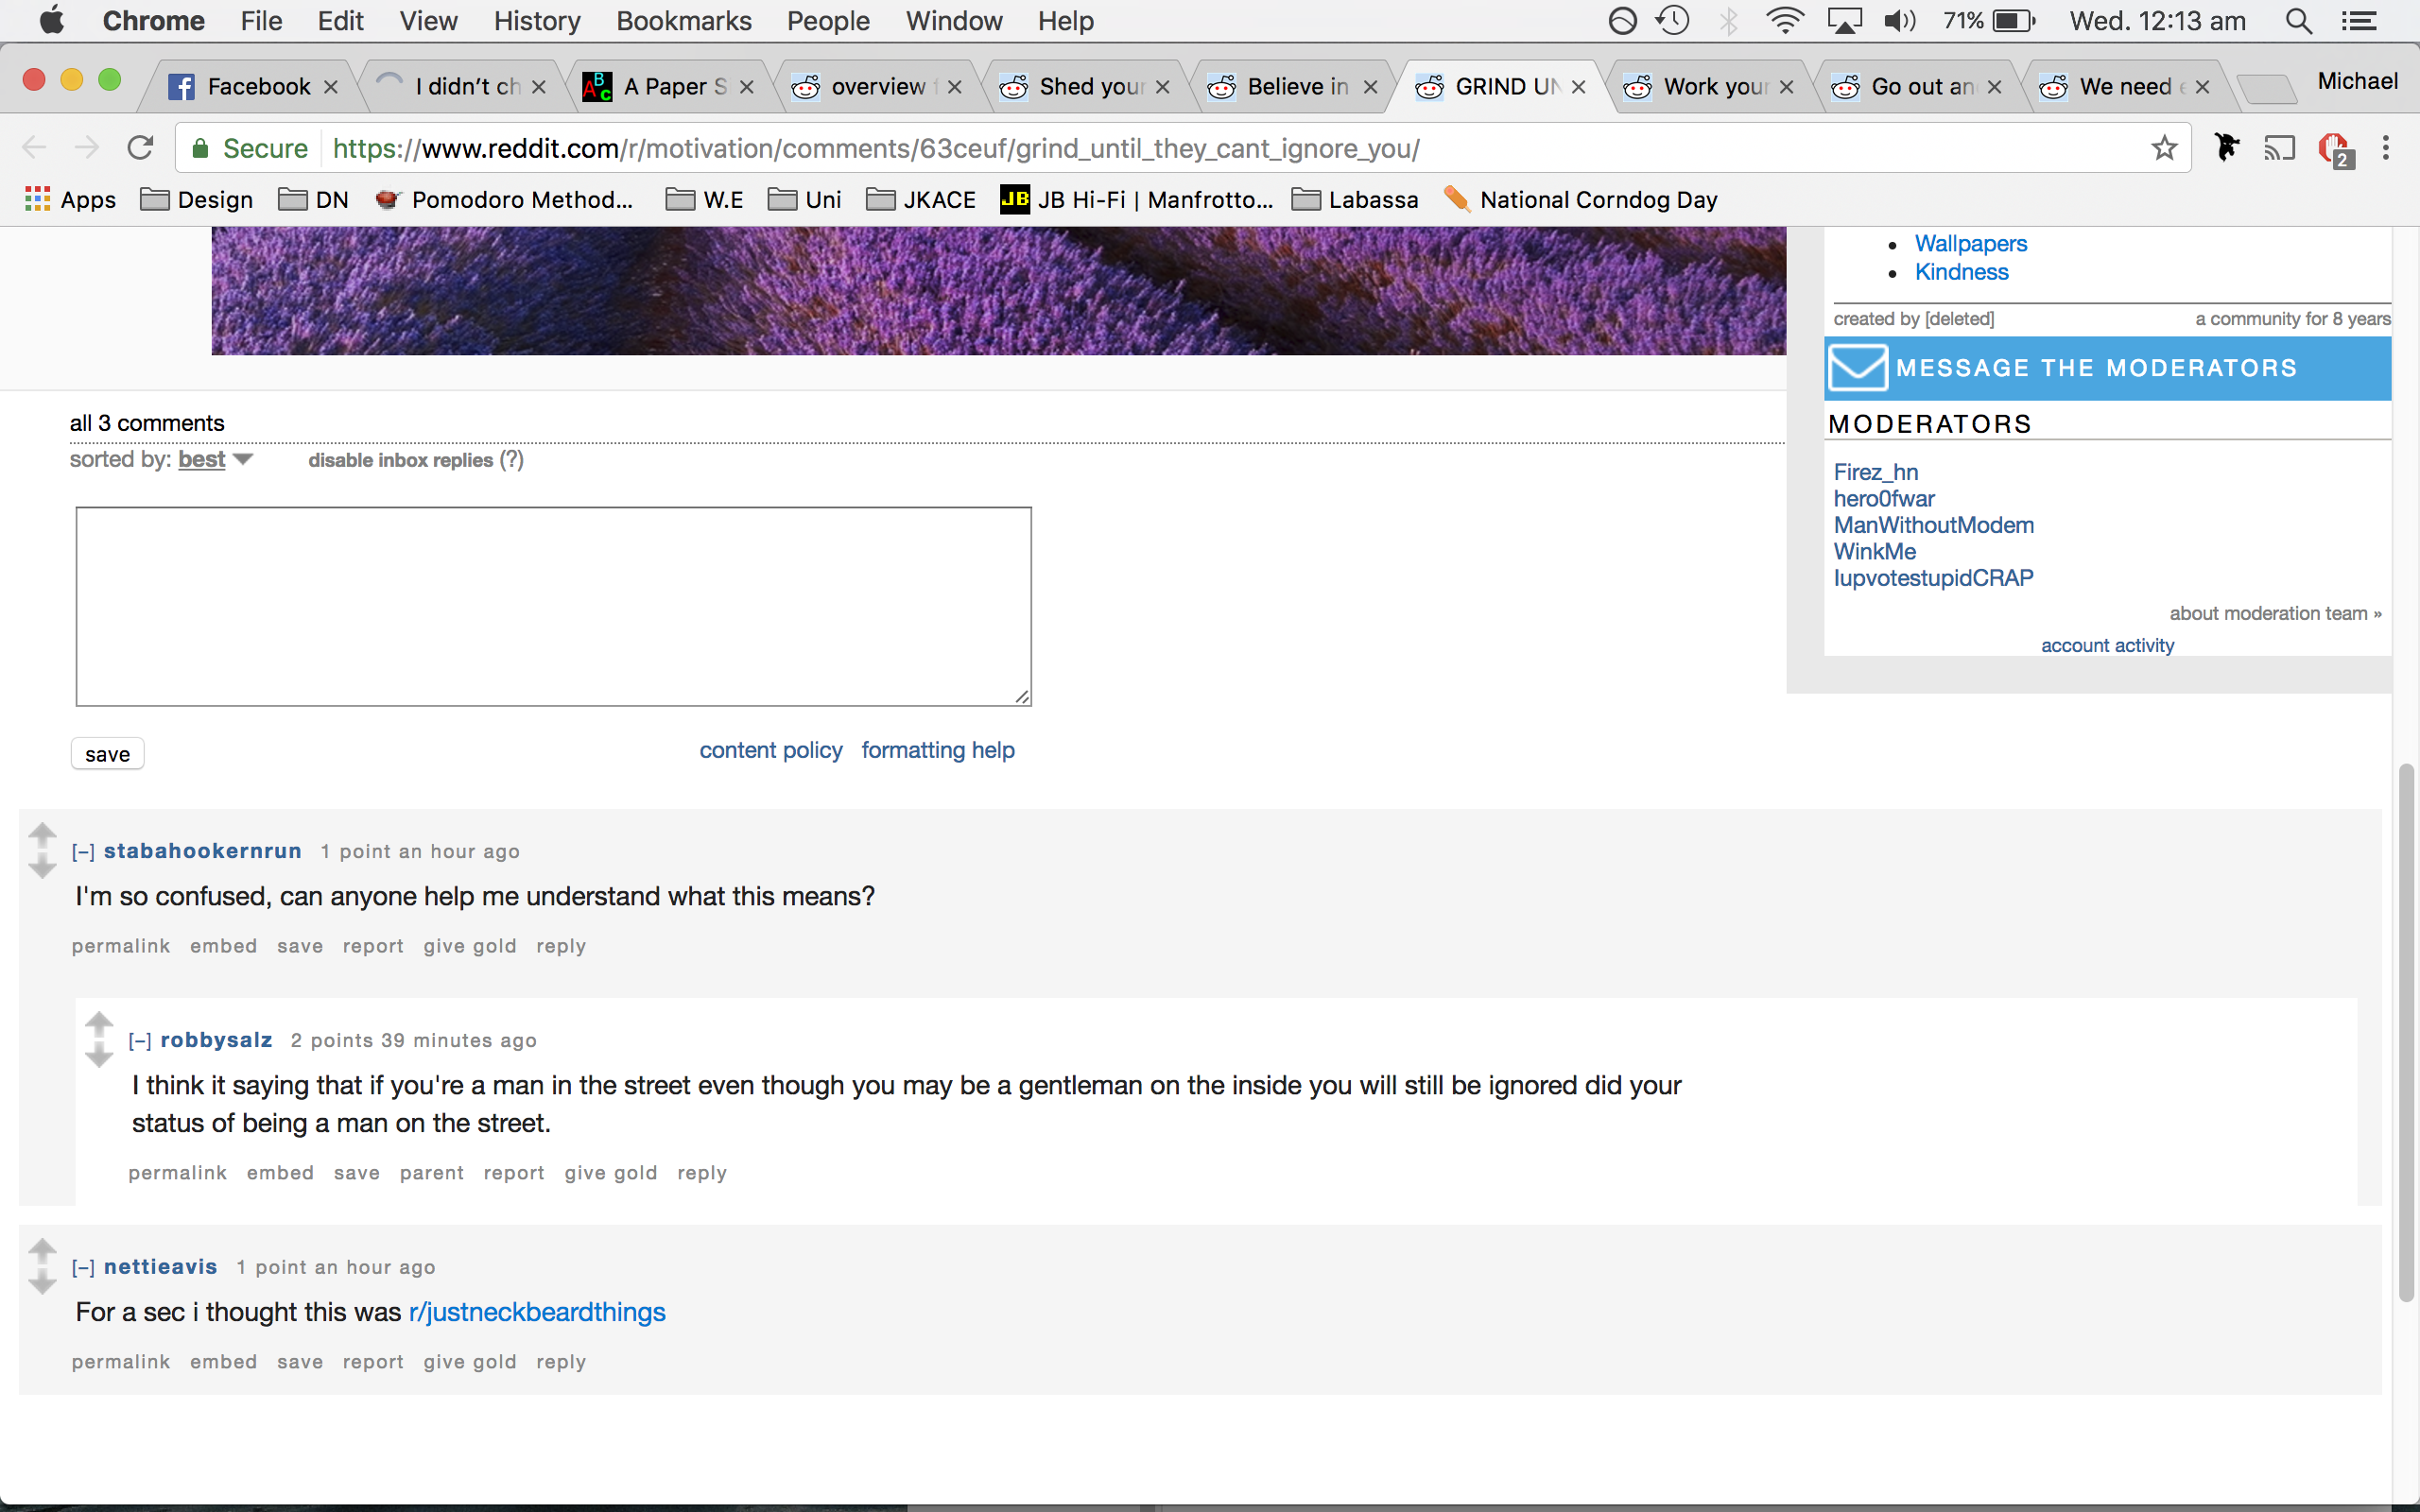 Chrome File Edit View History Bookmarks People Window Help 71% Wed. 12:13 am
Facebook I didn't ch A Paper S overview Shed your Believe in GRIND UN Work your Go out an We need Michael
Secure https://www.reddit.com/r/motivation/comments/63ceuf/grind_until_they_cant_ignore_you/ 2
Apps Design DN Pomodoro Method... W.E Uni JKACE JB JB Hi-Fi | Manfrotto... Labassa National Corndog Day
• Wallpapers
• Kindness
created by [deleted] a community for 8 years
MESSAGE THE MODERATORS
MODERATORS
Firez_hn
hero0fwar
ManWithoutModem
WinkMe
IupvotestupidCRAP
about moderation team »
account activity
all 3 comments
sorted by: best disable inbox replies (?)
save content policy formatting help
[–] stabahookernrun 1 point an hour ago
I'm so confused, can anyone help me understand what this means?
permalink embed save report give gold reply
[–] robbysalz 2 points 39 minutes ago
I think it saying that if you're a man in the street even though you may be a gentleman on the inside you will still be ignored did your
status of being a man on the street.
permalink embed save parent report give gold reply
[–] nettieavis 1 point an hour ago
For a sec i thought this was r/justneckbeardthings
permalink embed save report give gold reply